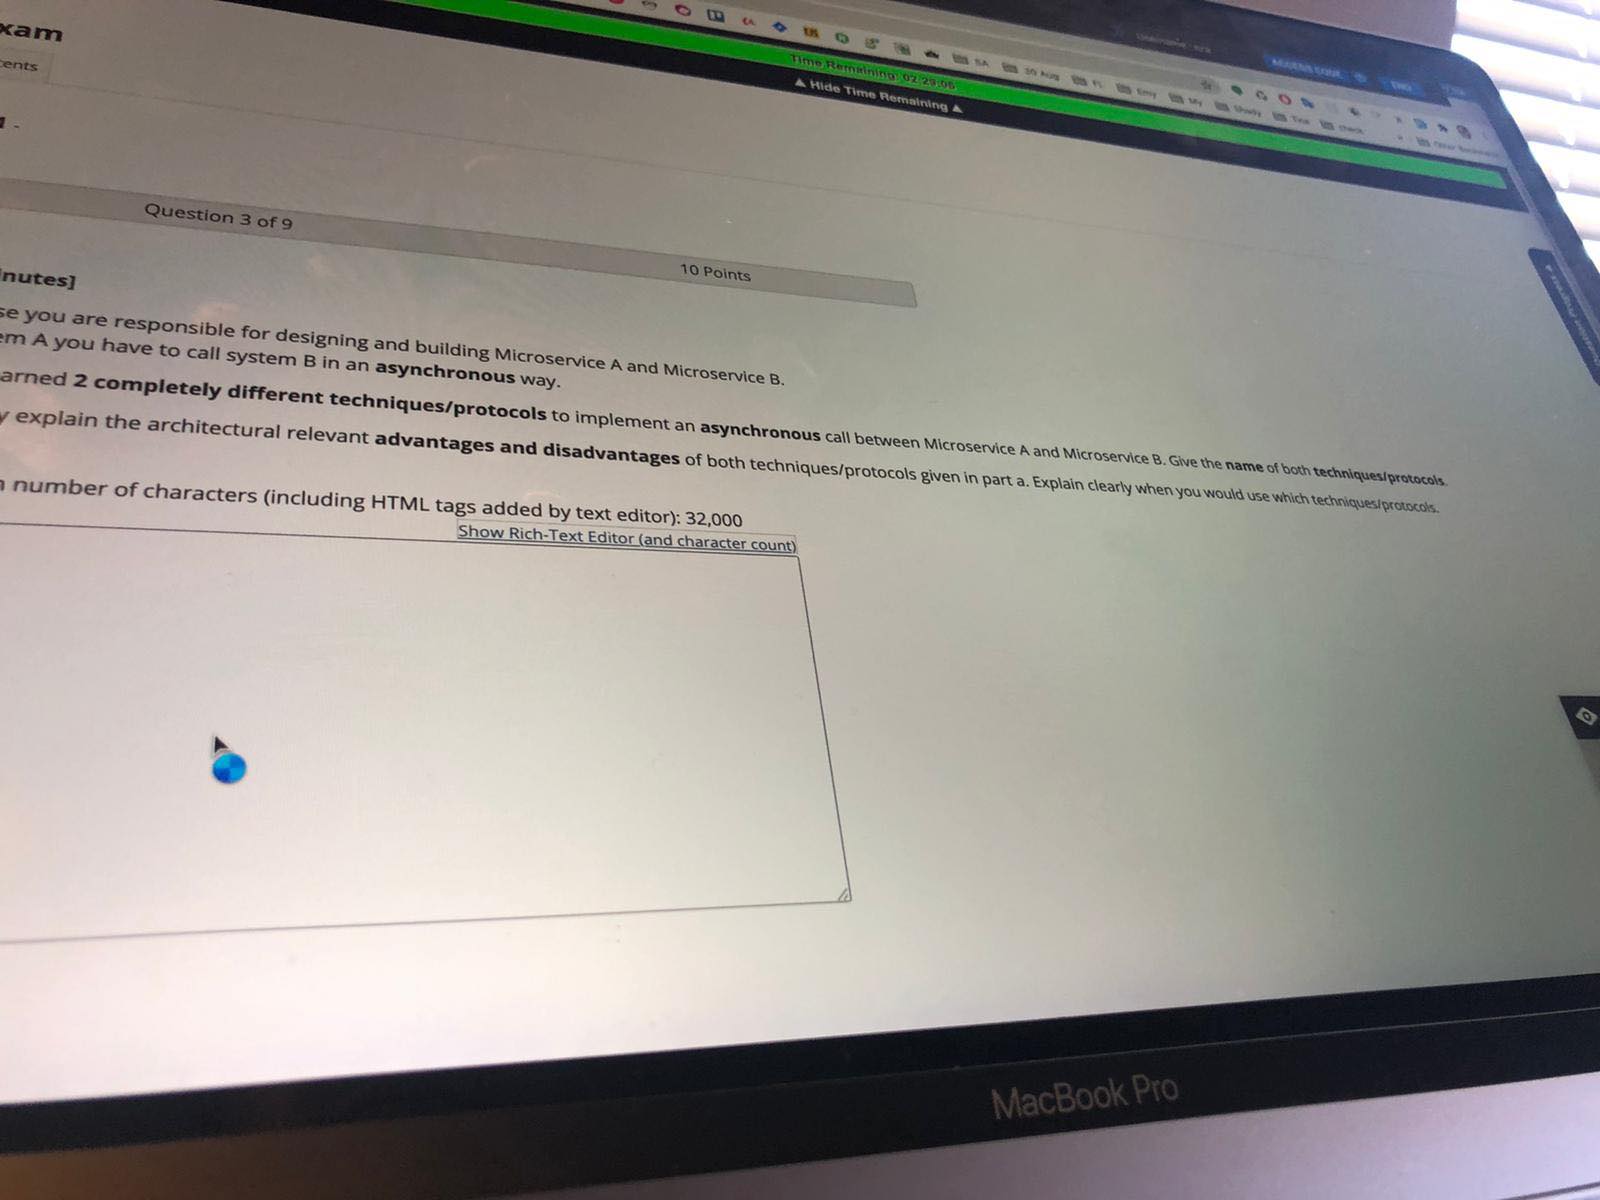 xam
Time Remaining: 02:29:06
▲ Hide Time Remaining ▲
ents
Question 3 of 9
10 Points
nutes]
se you are responsible for designing and building Microservice A and Microservice B.
em A you have to call system B in an asynchronous way.
arned 2 completely different techniques/protocols to implement an asynchronous call between Microservice A and Microservice B. Give the name of both techniques/protocols.
y explain the architectural relevant advantages and disadvantages of both techniques/protocols given in part a. Explain clearly when you would use which techniques/protocols.
number of characters (including HTML tags added by text editor): 32,000
Show Rich-Text Editor (and character count)
MacBook Pro